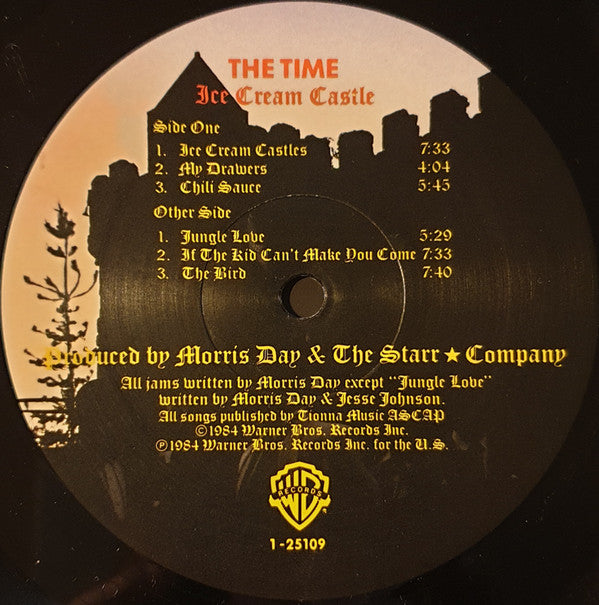 THE TIME
Ice Cream Castle
Side One
1. Ice Cream Castles 7:33
2. My Drawers 4:04
3. Chili Sauce 5:45
Other Side
1. Jungle Love 5:29
2. If The Kid Can't Make You Come 7:33
3. The Bird 7:40
Produced by Morris Day & The Starr ★ Company
All jams written by Morris Day except "Jungle Love"
written by Morris Day & Jesse Johnson.
All songs published by Tionna Music ASCAP
©1984 Warner Bros. Records Inc.
℗1984 Warner Bros. Records Inc. for the U.S.
WB
RECORDS
®
1-25109